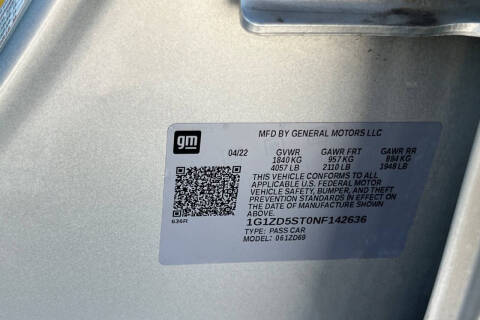 gm
MFD BY GENERAL MOTORS LLC
04/22 GVWR GAWR FRT GAWR RR
1840 KG 957 KG 894 KG
4057 LB 2110 LB 1948 LB
THIS VEHICLE CONFORMS TO ALL
APPLICABLE U.S. FEDERAL MOTOR
VEHICLE SAFETY, BUMPER, AND THEFT
PREVENTION STANDARDS IN EFFECT ON
THE DATE OF MANUFACTURE SHOWN
ABOVE.
1G1ZD5ST0NF142636
TYPE: PASS CAR
MODEL: 061ZD69